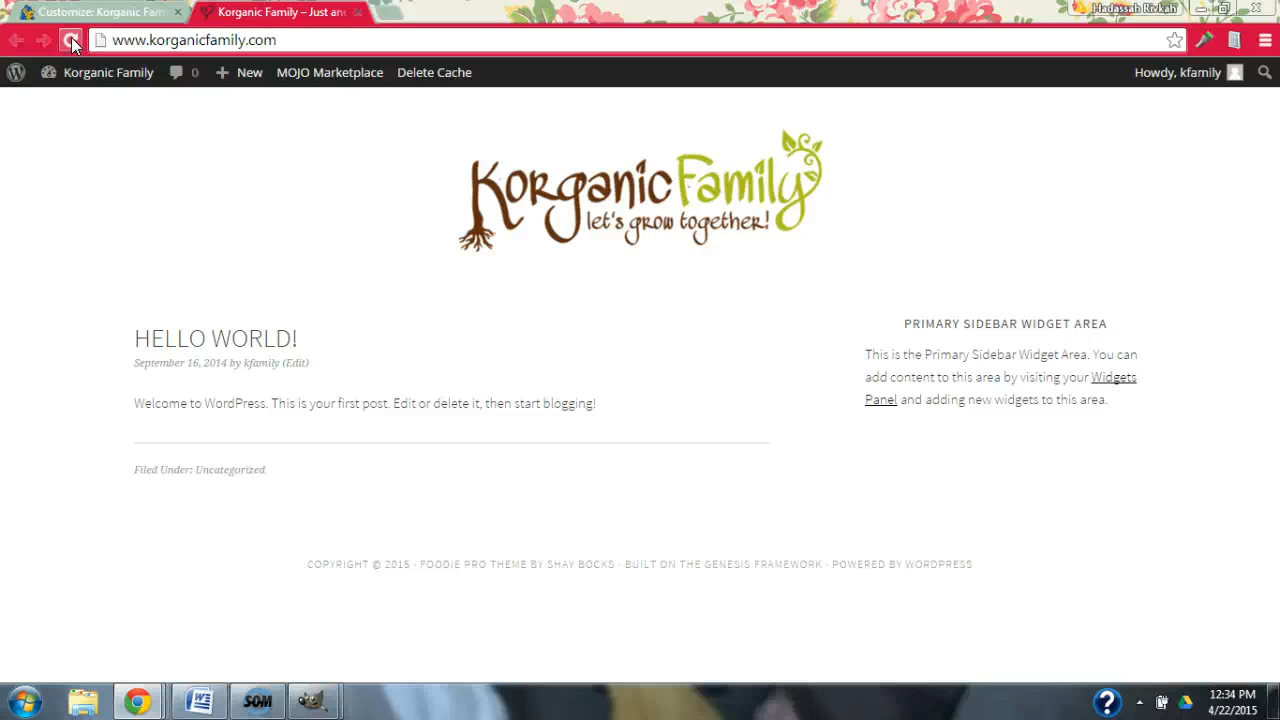 Customize: Korganic Fam
Korganic Family – Just an
Hadassah Rivkah
www.korganicfamily.com
Korganic Family 0 New MOJO Marketplace Delete Cache Howdy, kfamily
Korganic Family
let's grow together!
HELLO WORLD!
September 16, 2014 by kfamily (Edit)
Welcome to WordPress. This is your first post. Edit or delete it, then start blogging!
Filed Under: Uncategorized
PRIMARY SIDEBAR WIDGET AREA
This is the Primary Sidebar Widget Area. You can
add content to this area by visiting your Widgets
Panel and adding new widgets to this area.
COPYRIGHT © 2015 · FOODIE PRO THEME BY SHAY BOCKS · BUILT ON THE GENESIS FRAMEWORK · POWERED BY WORDPRESS
SOM
12:34 PM
4/22/2015